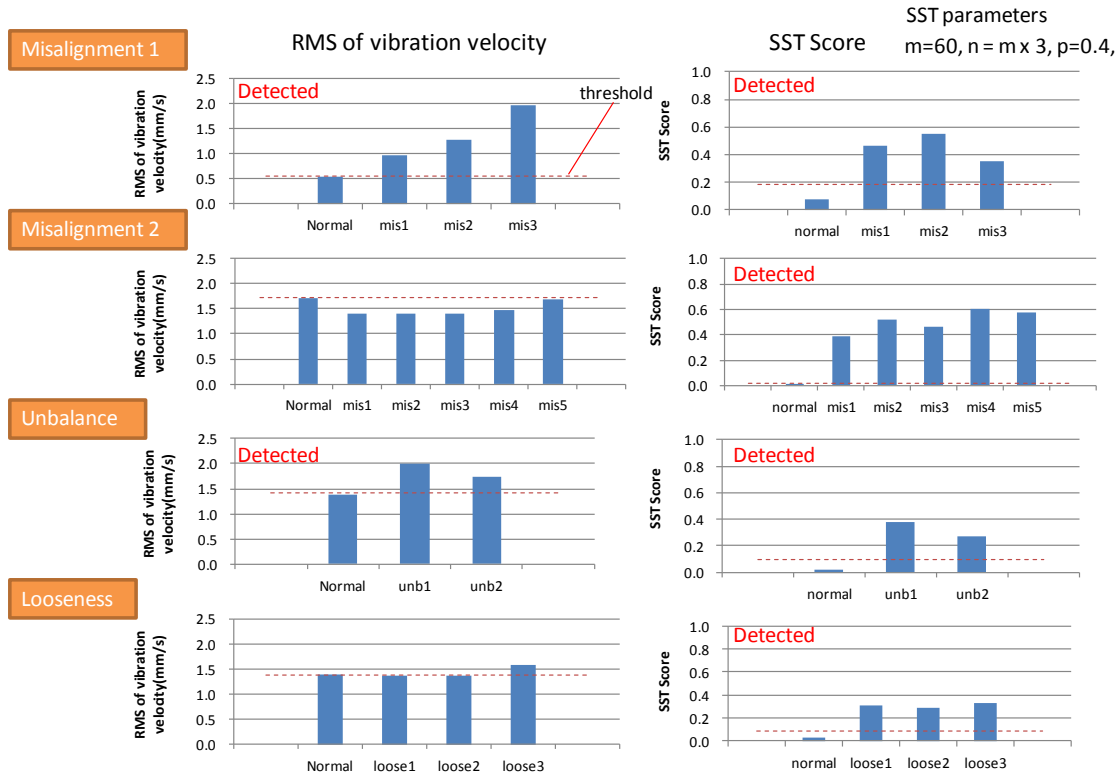 SST parameters
Misalignment 1
RMS of vibration velocity
SST Score
m=60, n = m x 3, p=0.4,
RMS of vibration
velocity(mm/s)
2.5
2.0
1.5
1.0
0.5
0.0
Detected
threshold
Normal mis1 mis2 mis3
SST Score
1.0
0.8
0.6
0.4
0.2
0.0
Detected
normal mis1 mis2 mis3
Misalignment 2
RMS of vibration
velocity(mm/s)
2.5
2.0
1.5
1.0
0.5
0.0
Normal mis1 mis2 mis3 mis4 mis5
SST Score
1.0
0.8
0.6
0.4
0.2
0.0
Detected
normal mis1 mis2 mis3 mis4 mis5
Unbalance
RMS of vibration
velocity(mm/s)
2.5
2.0
1.5
1.0
0.5
0.0
Detected
Normal unb1 unb2
SST Score
1.0
0.8
0.6
0.4
0.2
0.0
Detected
normal unb1 unb2
Looseness
RMS of vibration
velocity(mm/s)
2.5
2.0
1.5
1.0
0.5
0.0
Normal loose1 loose2 loose3
SST Score
1.0
0.8
0.6
0.4
0.2
0.0
Detected
normal loose1 loose2 loose3